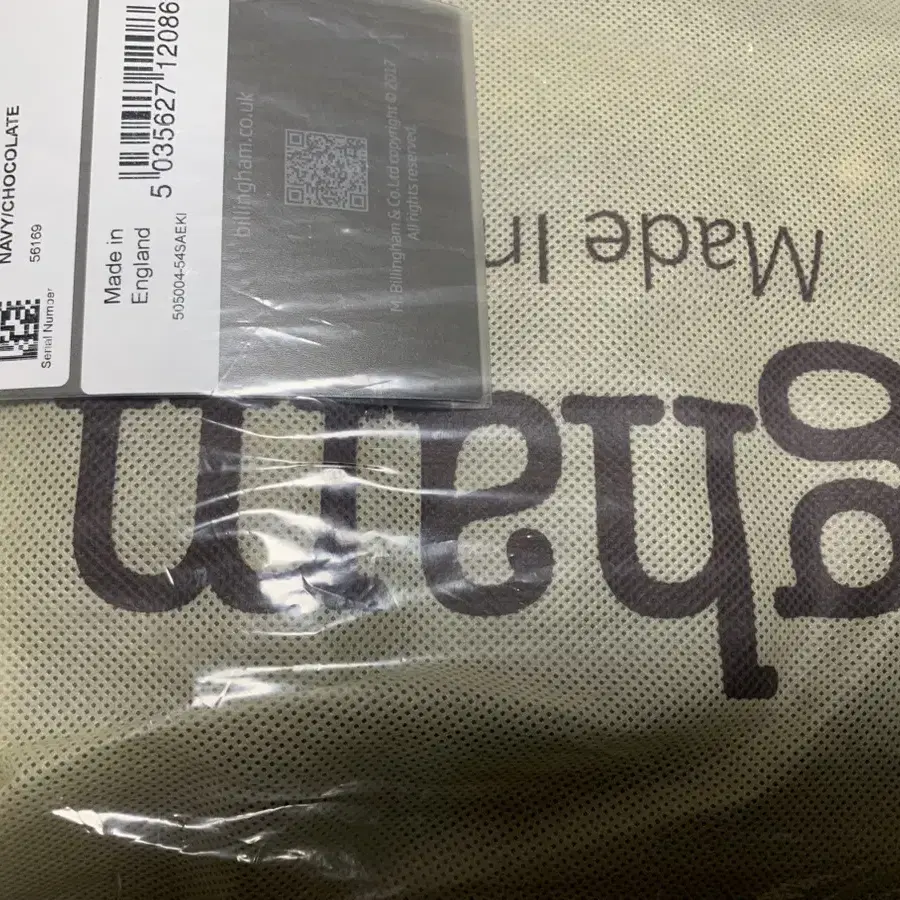 NAVY/CHOCOLATE
56169
Serial Number
5 035627 12086
Made in
England
505004-54SAEKI
billingham.co.uk
M Billingham & Co.Ltd copyright © 2017
All rights reserved.
Made In
gham